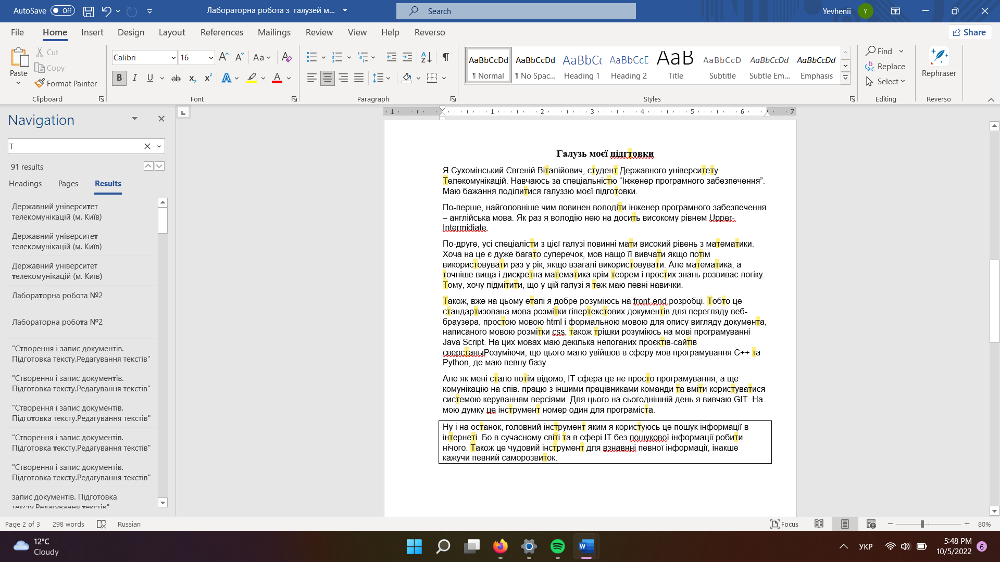 AutoSave Off Лабораторна робота з галузей м... Search Yevhenii Y
File Home Insert Design Layout References Mailings Review View Help Reverso Share
Paste Cut Copy Format Painter Clipboard
Calibri 16 Aa
B I U ab x₂ x² A A Font
Paragraph
AaBbCcDd AaBbCcDd AaBbCc AaBbCcD AaB AaBbCcD AaBbCcDd AaBbCcDd
¶ Normal ¶ No Spac... Heading 1 Heading 2 Title Subtitle Subtle Em... Emphasis
Styles
Find
Replace
Select
Editing
Rephraser
Reverso
Navigation
Т
91 results
Headings Pages Results
Державний університет
телекомунікацій (м. Київ)
Державний університет
телекомунікацій (м. Київ)
Державний університет
телекомунікацій (м. Київ)
Лабораторна робота №2
Лабораторна робота №2
"Створення і запис документів.
Підготовка тексту.Редагування текстів"
"Створення і запис документів.
Підготовка тексту.Редагування текстів"
"Створення і запис документів.
Підготовка тексту.Редагування текстів"
"Створення і запис документів.
Підготовка тексту.Редагування текстів"
"Створення і запис документів.
Підготовка тексту.Редагування текстів"
запис документів. Підготовка
тексту.Редагування текстів"
1 1 2 3 4 5 6 7
Галузь моєї підгтовки
Я Сухомінський Євгеній Віталійович, студент Державного університету
Телекомунікацій. Навчаюсь за спеціальністю “Інженер програмного забезпечення”.
Маю бажання поділитися галуззю моєї підготовки.
По-перше, найголовніше чим повинен володіти інженер програмного забезпечення
– англійська мова. Як раз я володію нею на досить високому рівнем Upper-
Intermidiate.
По-друге, усі спеціалісти з цієї галузі повинні мати високий рівень з математики.
Хоча на це є дуже багато суперечок, мов нащо її вивчати якщо потім
використовувати раз у рік, якщо взагалі використовувати. Але математика, а
точніше вища і дискретна математика крім теорем і простих знань розвиває логіку.
Тому, хочу підмітити, що у цій галузі я теж маю певні навички.
Також, вже на цьому етапі я добре розуміюсь на front-end розробці. Тобто це
стандартизована мова розмітки гіпертекстових документів для перегляду веб-
браузера, простою мовою html і формальною мовою для опису вигляду документа,
написаного мовою розмітки css, також трішки розуміюсь на мові програмуванні
Java Script. На цих мовах маю декілька непоганих проєктів-сайтів
сверстаныРозуміючи, що цього мало увійшов в сферу мов програмування C++ та
Python, де маю певну базу.
Але як мені стало потім відомо, IT сфера це не просто програмування, а ще
комунікацію на спів. працю з іншими працівниками команди та вміти користуватися
системою керуванням версіями. Для цього на сьогоднішній день я вивчаю GIT. На
мою думку це інструмент номер один для програміста.
Ну і на останок, головний інструмент яким я користуюсь це пошук інформації в
інтернеті. Бо в сучасному світі та в сфері IT без пошукової інформації робити
нічого. Також це чудовий інструмент для взнавнні певної інформації, інакше
кажучи певний саморозвиток.
Page 2 of 3 298 words Russian Focus 80%
12°C
Cloudy
УКР
5:48 PM
10/5/2022
6